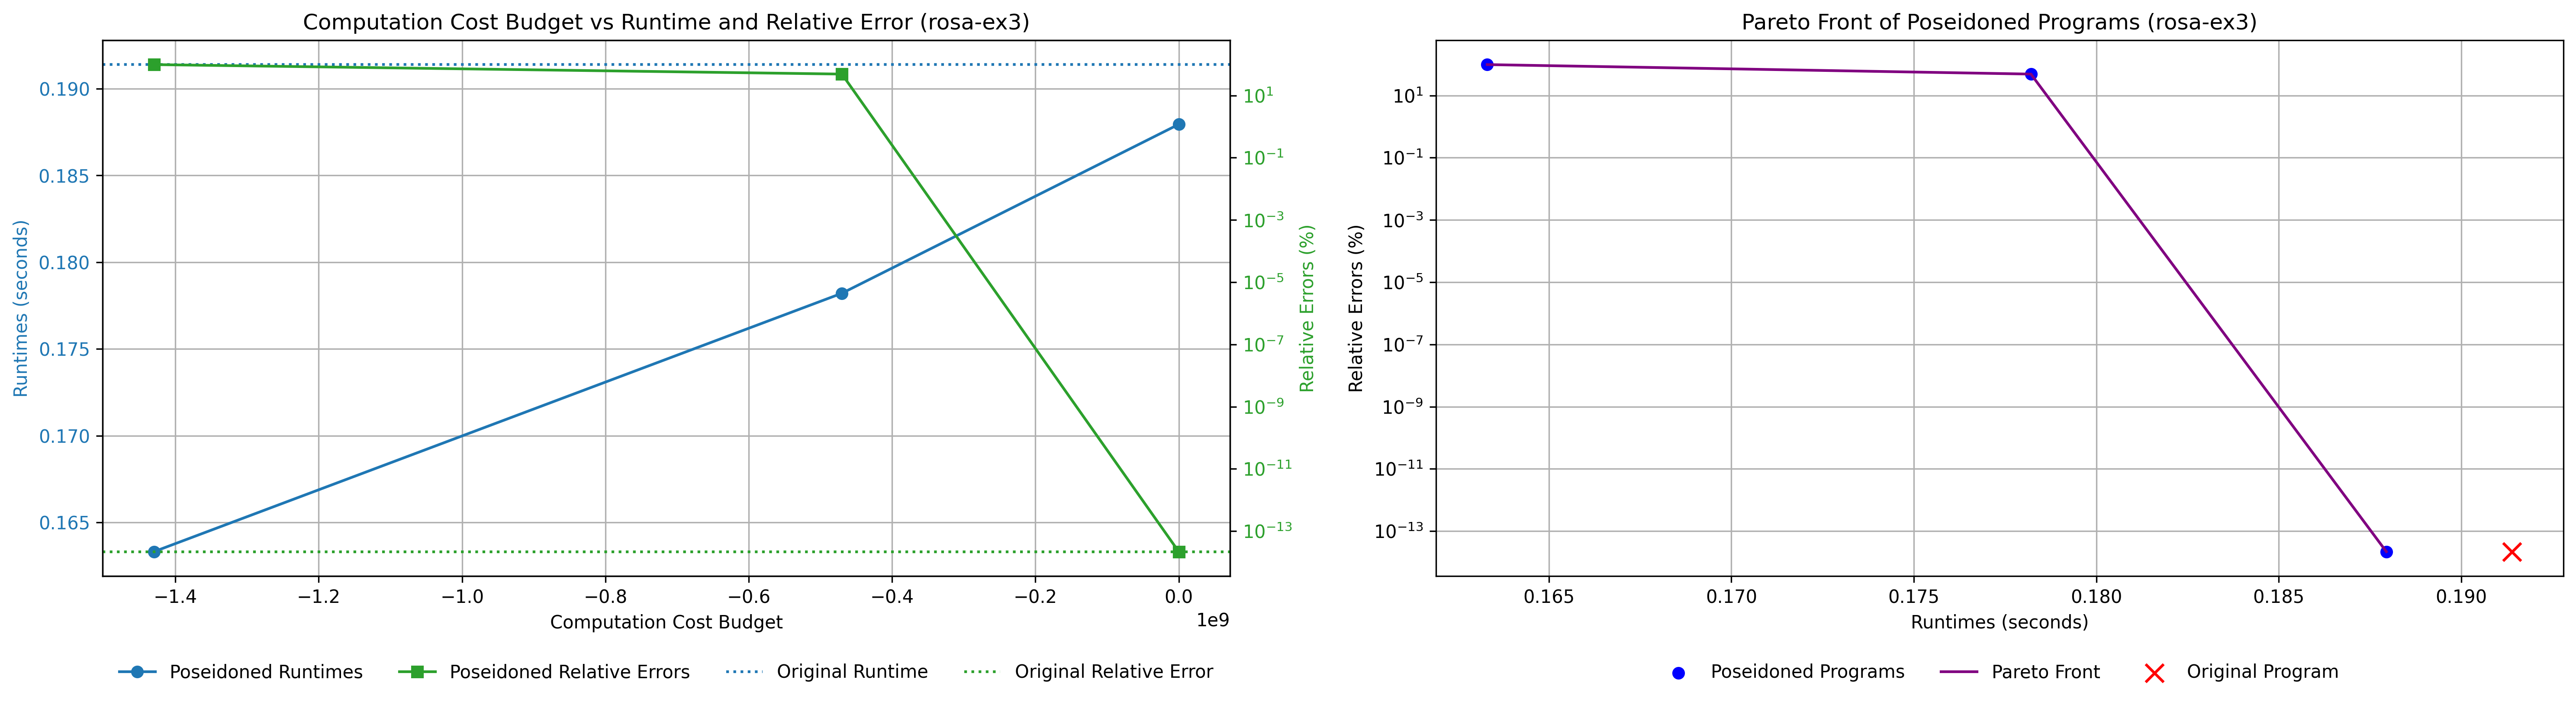 Computation Cost Budget vs Runtime and Relative Error (rosa-ex3)
Runtimes (seconds)
0.190
0.185
0.180
0.175
0.170
0.165
10¹
10⁻¹
10⁻³
10⁻⁵
10⁻⁷
10⁻⁹
10⁻¹¹
10⁻¹³
Relative Errors (%)
−1.4 −1.2 −1.0 −0.8 −0.6 −0.4 −0.2 0.0
1e9
Computation Cost Budget
Poseidoned Runtimes Poseidoned Relative Errors Original Runtime Original Relative Error
Pareto Front of Poseidoned Programs (rosa-ex3)
Relative Errors (%)
10¹
10⁻¹
10⁻³
10⁻⁵
10⁻⁷
10⁻⁹
10⁻¹¹
10⁻¹³
0.165 0.170 0.175 0.180 0.185 0.190
Runtimes (seconds)
Poseidoned Programs Pareto Front Original Program